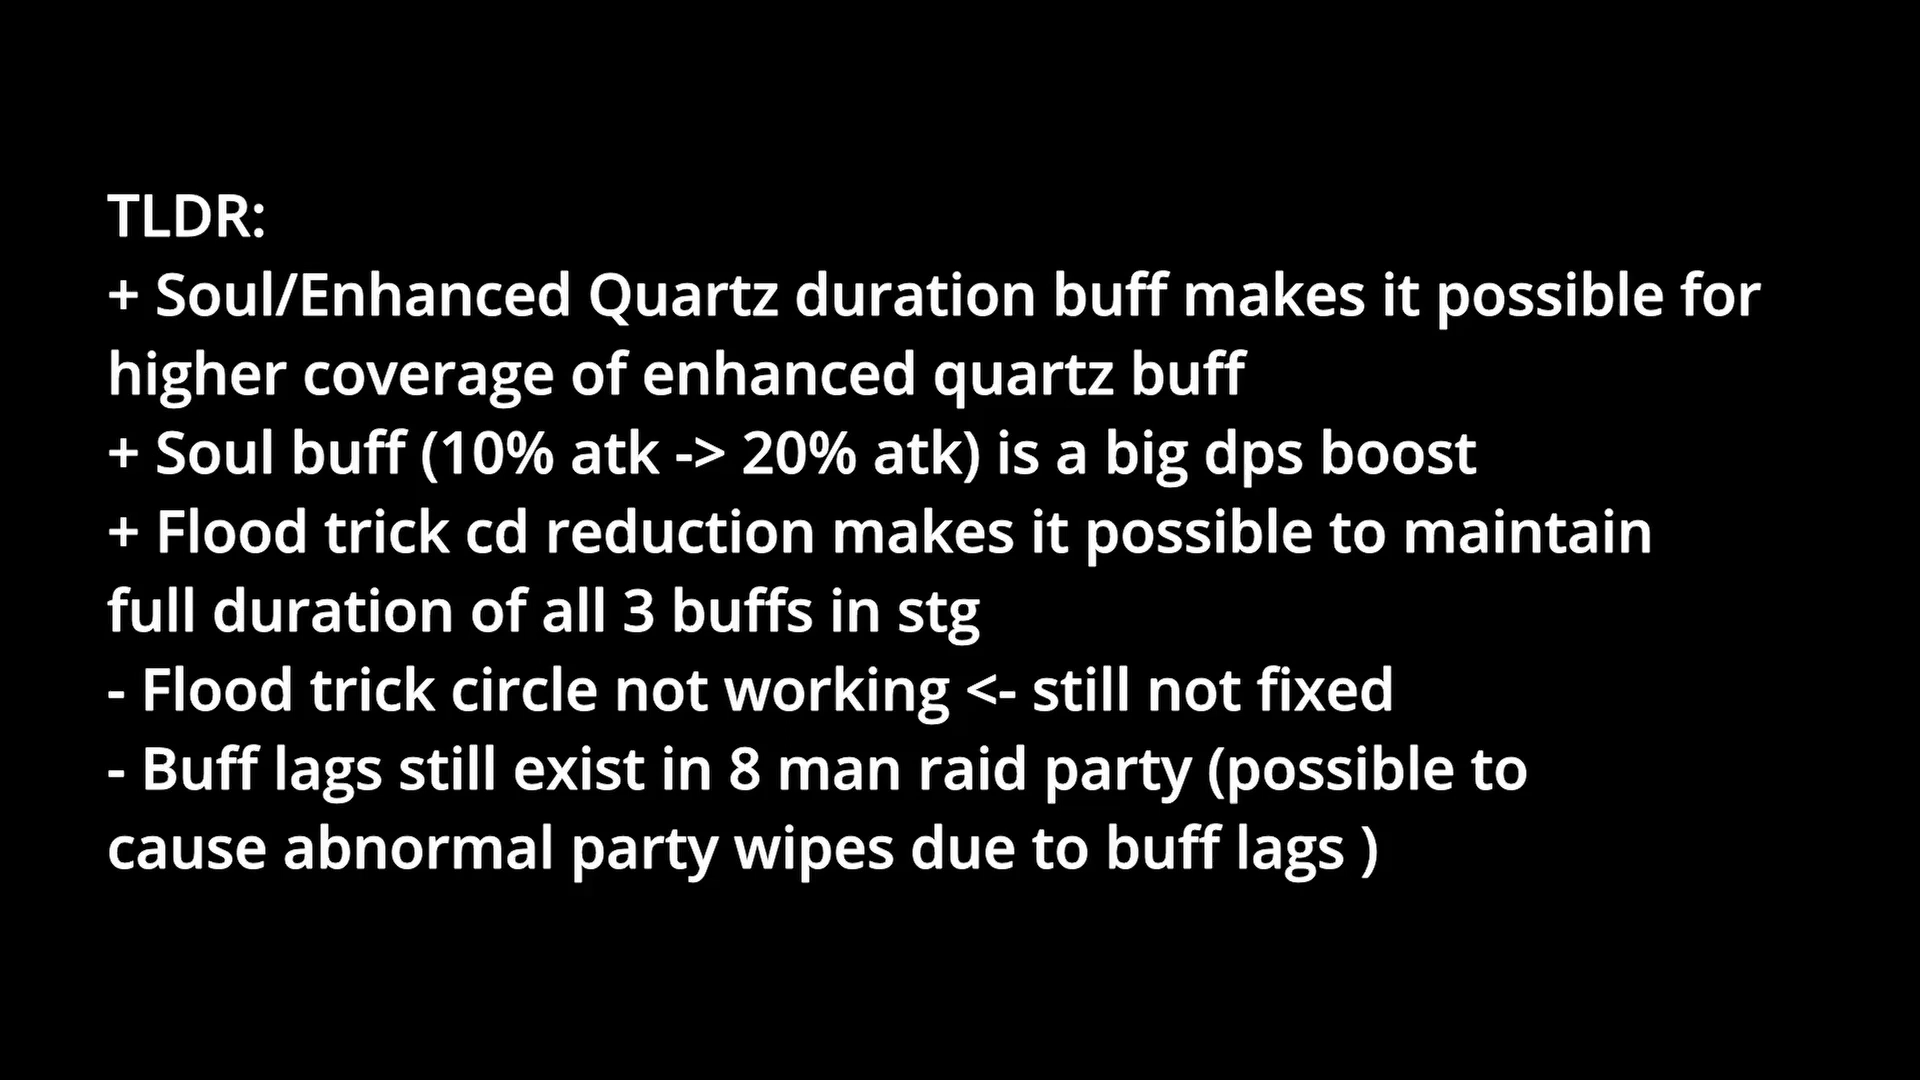 TLDR:
+ Soul/Enhanced Quartz duration buff makes it possible for
higher coverage of enhanced quartz buff
+ Soul buff (10% atk -> 20% atk) is a big dps boost
+ Flood trick cd reduction makes it possible to maintain
full duration of all 3 buffs in stg
- Flood trick circle not working <- still not fixed
- Buff lags still exist in 8 man raid party (possible to
cause abnormal party wipes due to buff lags )